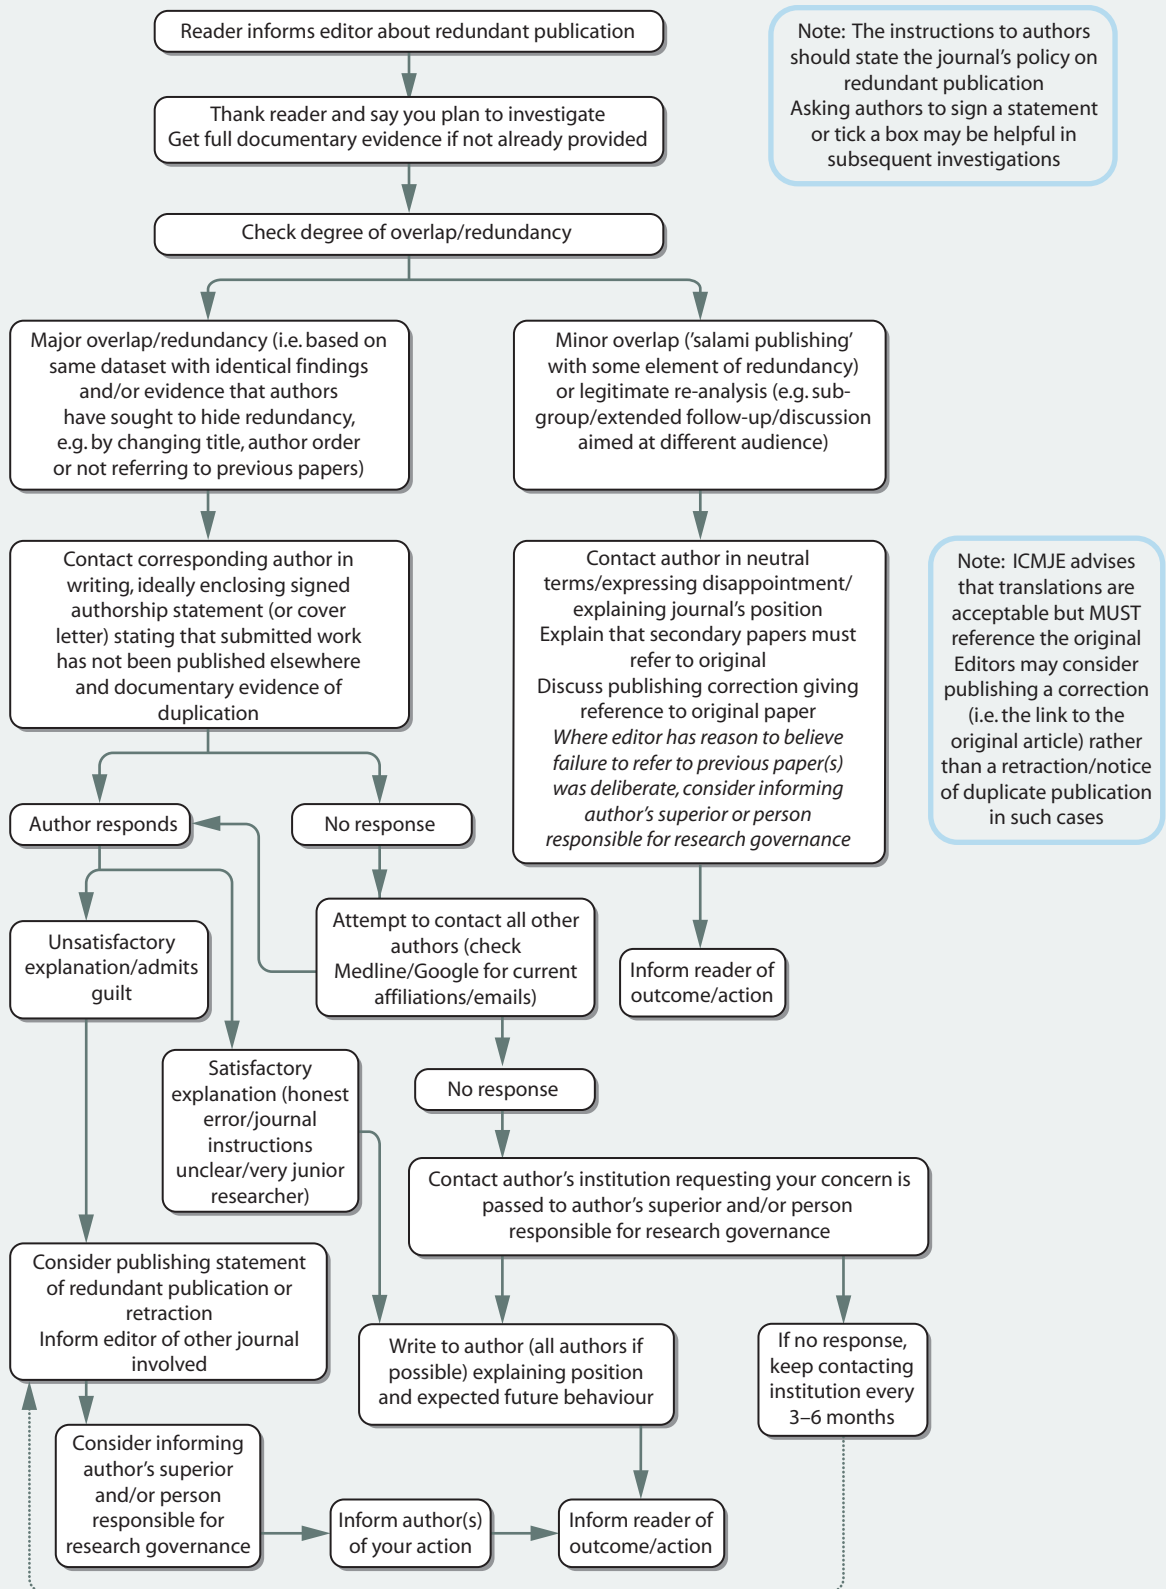 Reader informs editor about redundant publication
Note: The instructions to authors
should state the journal's policy on
redundant publication
Asking authors to sign a statement
or tick a box may be helpful in
subsequent investigations
Thank reader and say you plan to investigate
Get full documentary evidence if not already provided
Check degree of overlap/redundancy
Major overlap/redundancy (i.e. based on
same dataset with identical findings
and/or evidence that authors
have sought to hide redundancy,
e.g. by changing title, author order
or not referring to previous papers)
Minor overlap ('salami publishing'
with some element of redundancy)
or legitimate re-analysis (e.g. sub-
group/extended follow-up/discussion
aimed at different audience)
Contact corresponding author in
writing, ideally enclosing signed
authorship statement (or cover
letter) stating that submitted work
has not been published elsewhere
and documentary evidence of
duplication
Contact author in neutral
terms/expressing disappointment/
explaining journal's position
Explain that secondary papers must
refer to original
Discuss publishing correction giving
reference to original paper
Where editor has reason to believe
failure to refer to previous paper(s)
was deliberate, consider informing
author's superior or person
responsible for research governance
Note: ICMJE advises
that translations are
acceptable but MUST
reference the original
Editors may consider
publishing a correction
(i.e. the link to the
original article) rather
than a retraction/notice
of duplicate publication
in such cases
Author responds
No response
Unsatisfactory
explanation/admits
guilt
Attempt to contact all other
authors (check
Medline/Google for current
affiliations/emails)
Inform reader of
outcome/action
Satisfactory
explanation (honest
error/journal
instructions
unclear/very junior
researcher)
No response
Contact author's institution requesting your concern is
passed to author's superior and/or person
responsible for research governance
Consider publishing statement
of redundant publication or
retraction
Inform editor of other journal
involved
Write to author (all authors if
possible) explaining position
and expected future behaviour
If no response,
keep contacting
institution every
3–6 months
Consider informing
author's superior
and/or person
responsible for
research governance
Inform author(s)
of your action
Inform reader of
outcome/action